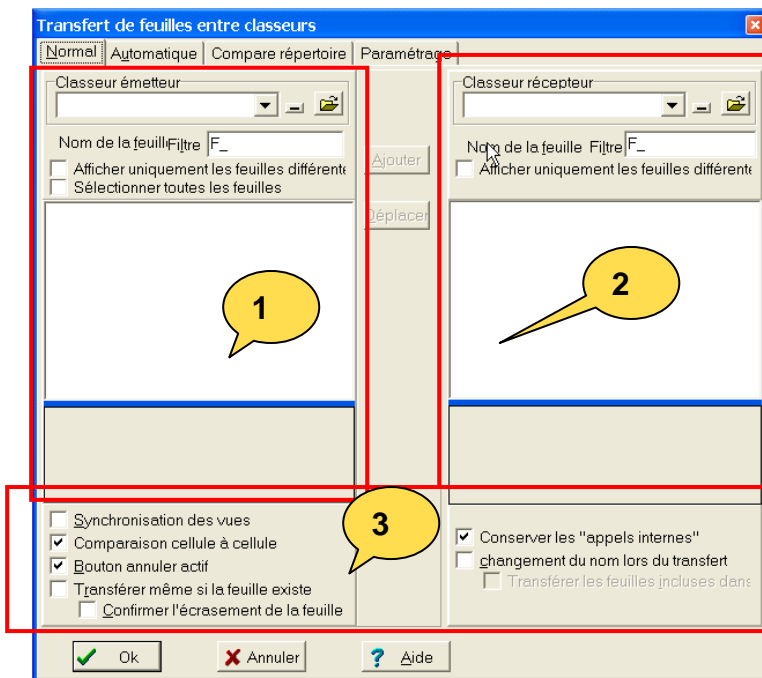 Transfert de feuilles entre classeurs
Normal Automatique Compare répertoire Paramétrage
Classeur émetteur
Nom de la feuill Filtre F_
Afficher uniquement les feuilles différente
Sélectionner toutes les feuilles
1
Ajouter
Déplacer
Classeur récepteur
Nom de la feuille Filtre F_
Afficher uniquement les feuilles différente
2
Synchronisation des vues
Comparaison cellule à cellule
Bouton annuler actif
Transférer même si la feuille existe
Confirmer l'écrasement de la feuille
3
Conserver les "appels internes"
changement du nom lors du transfert
Transférer les feuilles incluses dans
Ok Annuler ? Aide